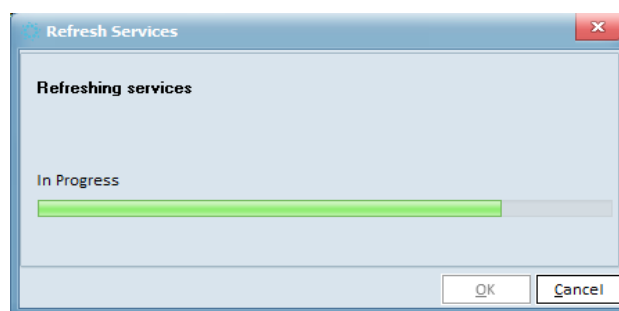 Refresh Services
Refreshing services
In Progress
OK
Cancel